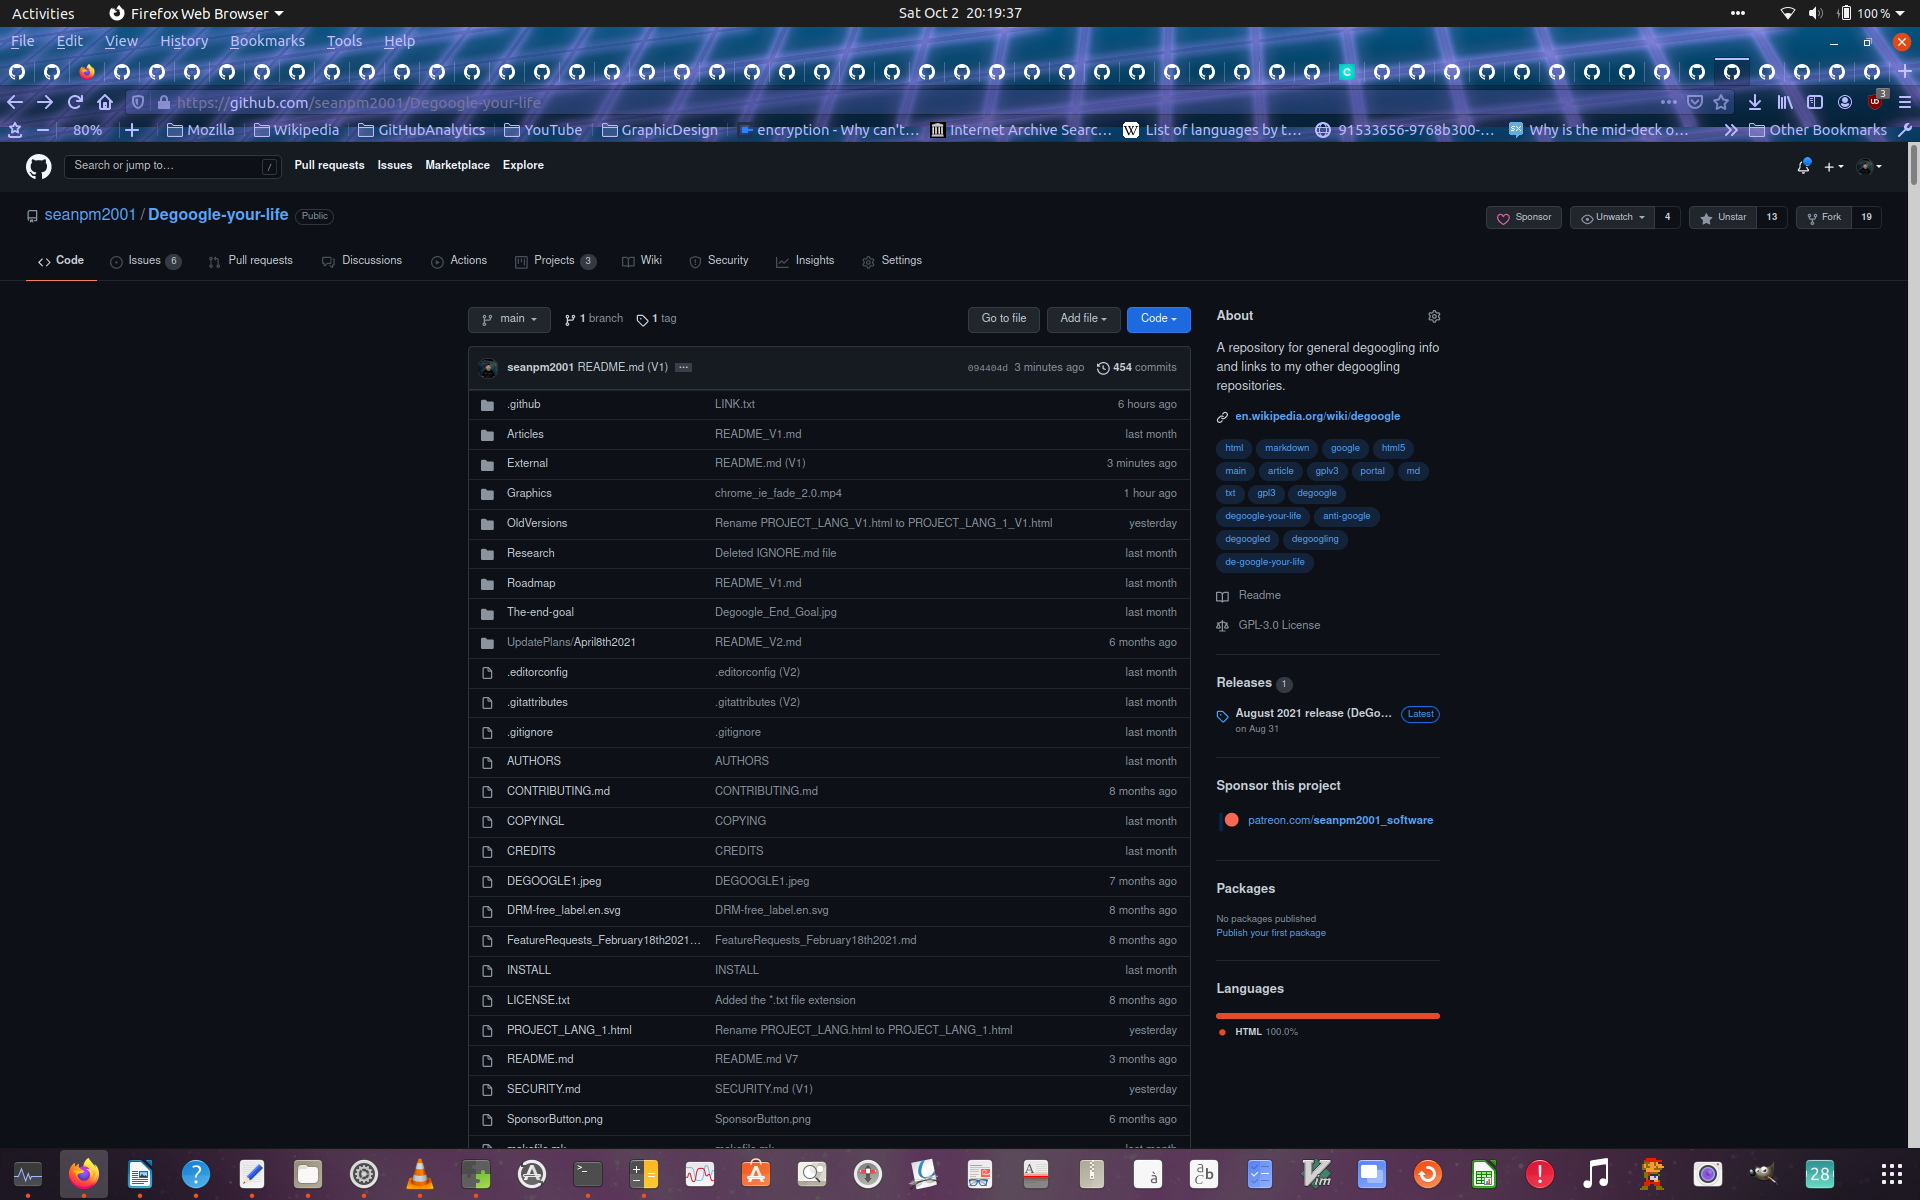 Activities
Firefox Web Browser
Sat Oct 2 20:19:37
100 %
File Edit View History Bookmarks Tools Help
https://github.com/seanpm2001/Degoogle-your-life
3
80%
Mozilla
Wikipedia
GitHubAnalytics
YouTube
GraphicDesign
encryption - Why can't…
Internet Archive Searc…
List of languages by t…
91533656-9768b300-…
Why is the mid-deck o…
Other Bookmarks
Search or jump to…
/
Pull requests Issues Marketplace Explore
seanpm2001 / Degoogle-your-life Public
Sponsor
Unwatch 4
Unstar 13
Fork 19
Code
Issues 6
Pull requests
Discussions
Actions
Projects 3
Wiki
Security
Insights
Settings
main
1 branch
1 tag
Go to file
Add file
Code
seanpm2001 README.md (V1) ...
094404d 3 minutes ago 454 commits
.github LINK.txt 6 hours ago
Articles README_V1.md last month
External README.md (V1) 3 minutes ago
Graphics chrome_ie_fade_2.0.mp4 1 hour ago
OldVersions Rename PROJECT_LANG_V1.html to PROJECT_LANG_1_V1.html yesterday
Research Deleted IGNORE.md file last month
Roadmap README_V1.md last month
The-end-goal Degoogle_End_Goal.jpg last month
UpdatePlans/April8th2021 README_V2.md 6 months ago
.editorconfig .editorconfig (V2) last month
.gitattributes .gitattributes (V2) last month
.gitignore .gitignore last month
AUTHORS AUTHORS last month
CONTRIBUTING.md CONTRIBUTING.md 8 months ago
COPYINGL COPYING last month
CREDITS CREDITS last month
DEGOOGLE1.jpeg DEGOOGLE1.jpeg 7 months ago
DRM-free_label.en.svg DRM-free_label.en.svg 8 months ago
FeatureRequests_February18th2021… FeatureRequests_February18th2021.md 8 months ago
INSTALL INSTALL last month
LICENSE.txt Added the *.txt file extension 8 months ago
PROJECT_LANG_1.html Rename PROJECT_LANG.html to PROJECT_LANG_1.html yesterday
README.md README.md V7 3 months ago
SECURITY.md SECURITY.md (V1) yesterday
SponsorButton.png SponsorButton.png 6 months ago
About
A repository for general degoogling info
and links to my other degoogling
repositories.
en.wikipedia.org/wiki/degoogle
html markdown google html5
main article gplv3 portal md
txt gpl3 degoogle
degoogle-your-life anti-google
degoogled degoogling
de-google-your-life
Readme
GPL-3.0 License
Releases 1
August 2021 release (DeGo... Latest
on Aug 31
Sponsor this project
patreon.com/seanpm2001_software
Packages
No packages published
Publish your first package
Languages
HTML 100.0%
28